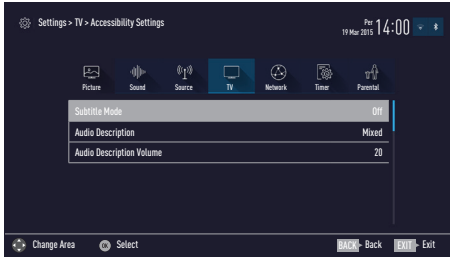 Settings > TV > Accessibility Settings
Per
19 Mar 2015 14:00
Picture Sound Source TV Network Timer Parental
Subtitle Mode Off
Audio Description Mixed
Audio Description Volume 20
Change Area OK Select BACK Back EXIT Exit